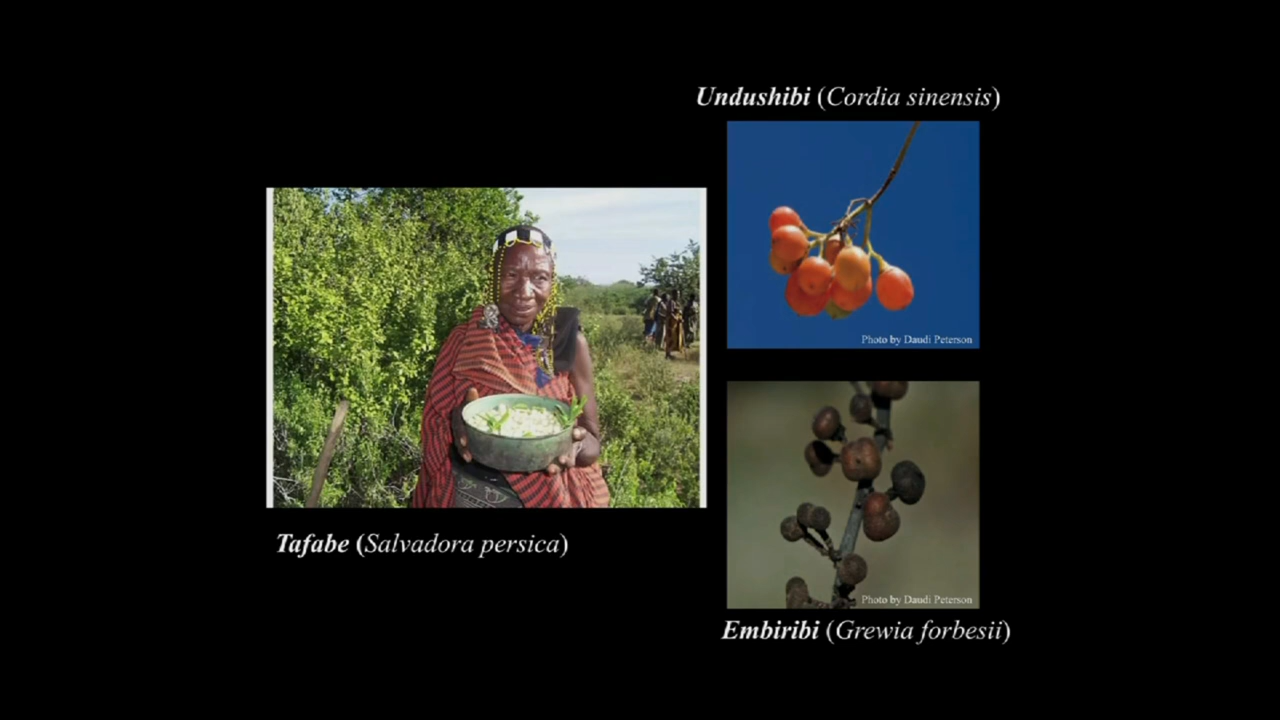 Undushibi (Cordia sinensis)
Photo by Daudi Peterson
Tafabe (Salvadora persica)
Photo by Daudi Peterson
Embiribi (Grewia forbesii)